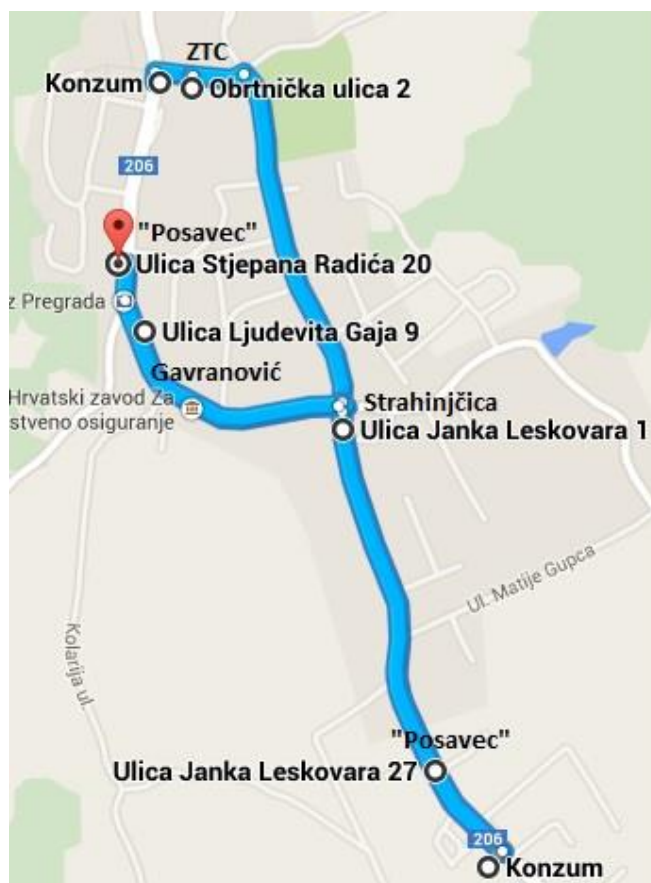 ZTC
Konzum
Obrtnička ulica 2
206
"Posavec"
Ulica Stjepana Radića 20
z Pregrada
Ulica Ljudevita Gaja 9
Gavranović
Hrvatski zavod Za
stveno osiguranje
Strahinjčica
Ulica Janka Leskovara 1
Ul. Matije Gupca
Kolarija ul.
"Posavec"
Ulica Janka Leskovara 27
206
Konzum